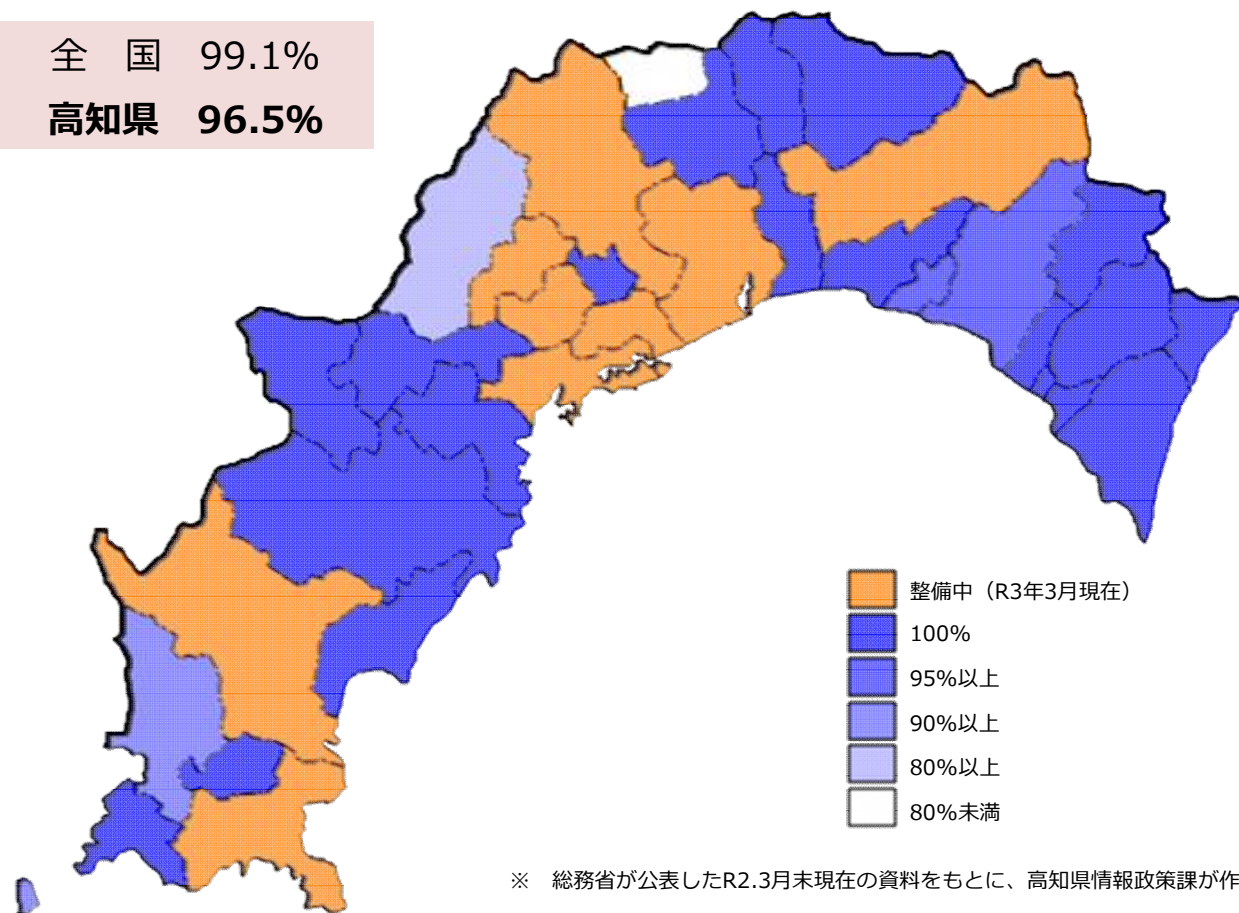 全　国　99.1%
高知県　96.5%
整備中（R3年3月現在）
100%
95%以上
90%以上
80%以上
80%未満
※　総務省が公表したR2.3月末現在の資料をもとに、高知県情報政策課が作